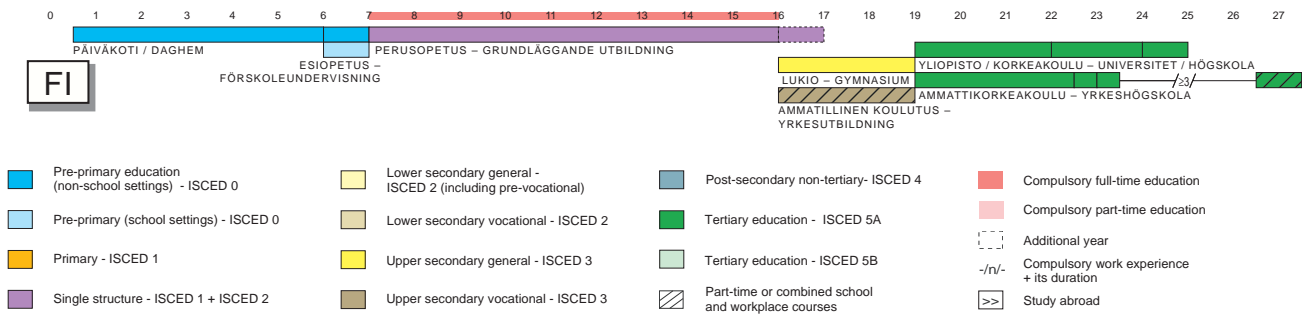 0 1 2 3 4 5 6 7 8 9 10 11 12 13 14 15 16 17 18 19 20 21 22 23 24 25 26 27
PÄIVÄKOTI / DAGHEM
PERUSOPETUS – GRUNDLÄGGANDE UTBILDNING
YLIOPISTO / KORKEAKOULU – UNIVERSITET / HÖGSKOLA
ESIOPETUS –
FÖRSKOLEUNDERVISNING
FI
LUKIO – GYMNASIUM
≥3
AMMATTIKORKEAKOULU – YRKESHÖGSKOLA
AMMATILLINEN KOULUTUS –
YRKESUTBILDNING
Pre-primary education
(non-school settings) - ISCED 0
Pre-primary (school settings) - ISCED 0
Primary - ISCED 1
Single structure - ISCED 1 + ISCED 2
Lower secondary general -
ISCED 2 (including pre-vocational)
Lower secondary vocational - ISCED 2
Upper secondary general - ISCED 3
Upper secondary vocational - ISCED 3
Post-secondary non-tertiary- ISCED 4
Tertiary education - ISCED 5A
Tertiary education - ISCED 5B
Part-time or combined school
and workplace courses
Compulsory full-time education
Compulsory part-time education
Additional year
-/n/- Compulsory work experience
+ its duration
>> Study abroad